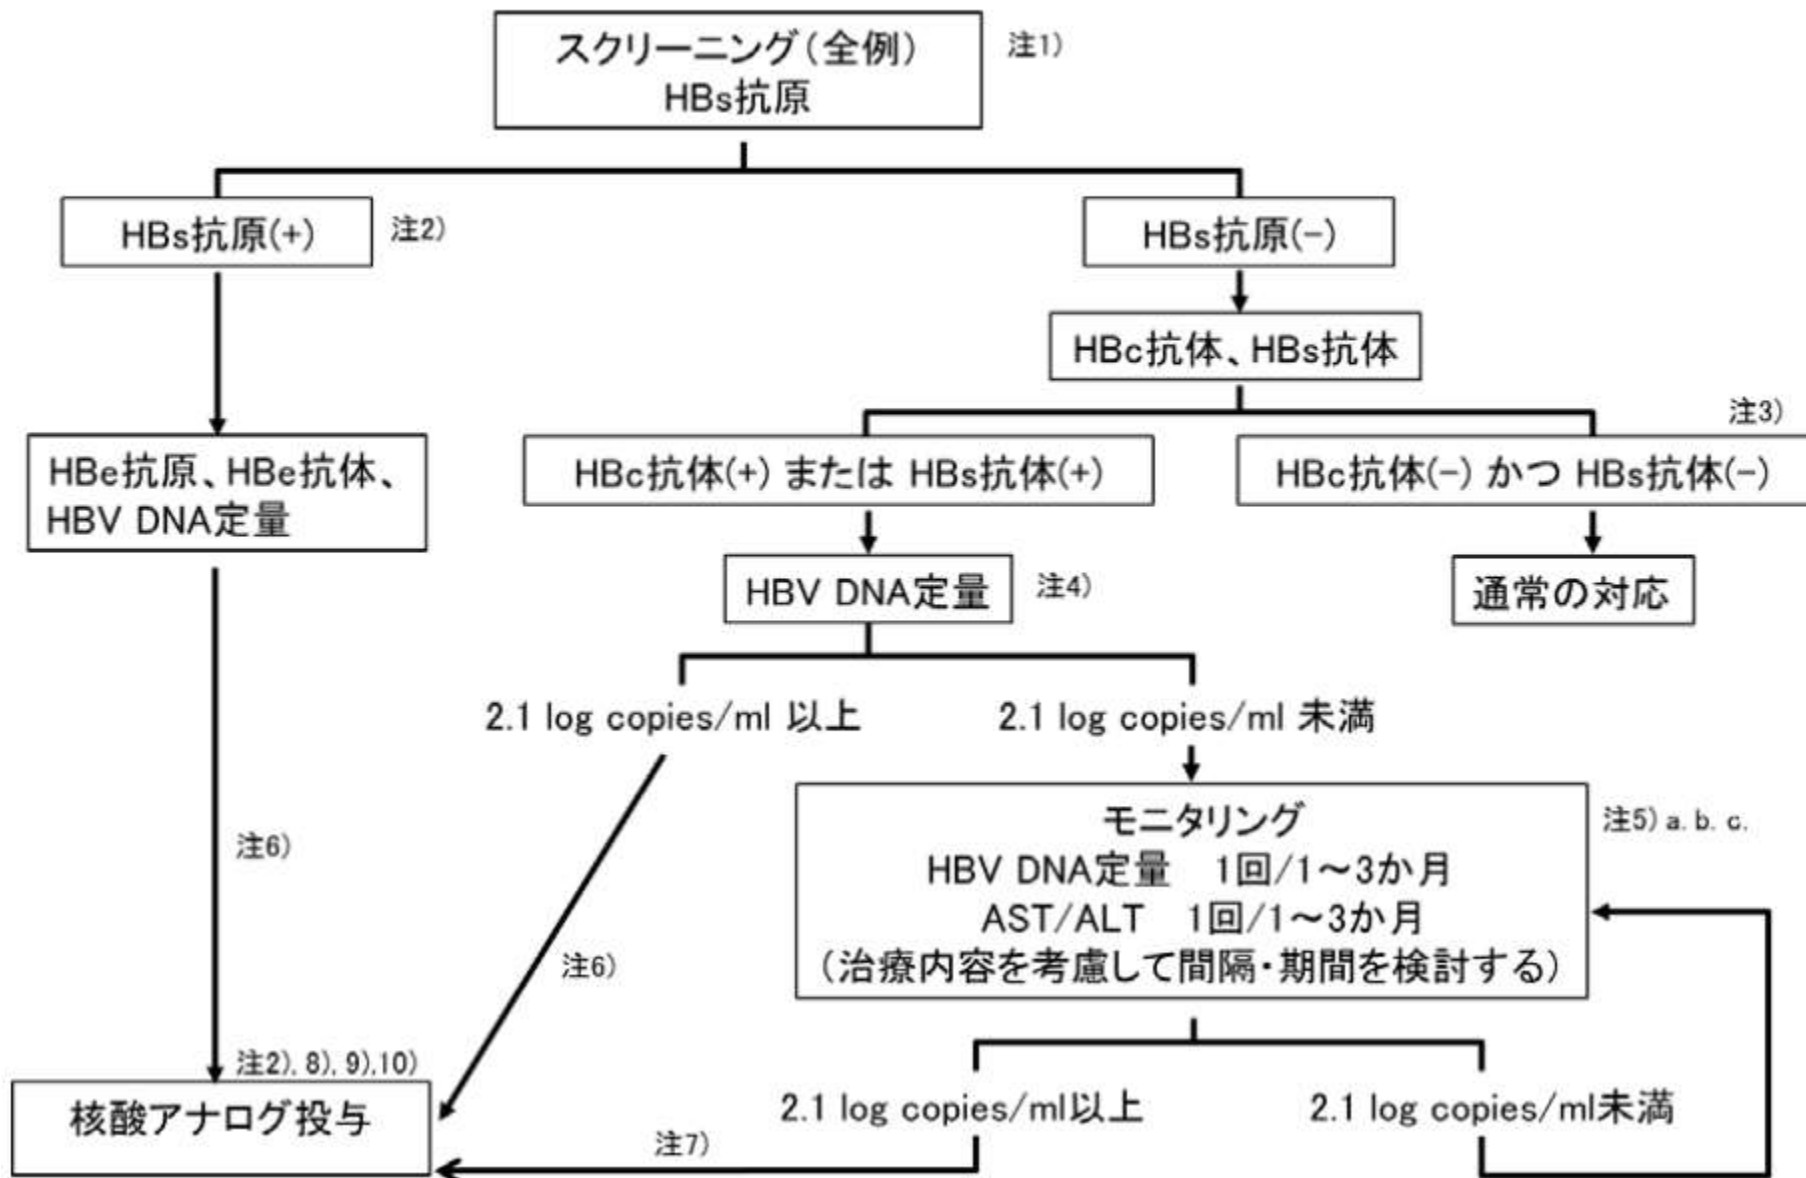 スクリーニング(全例)
HBs抗原
注1)
HBs抗原(+)
注2)
HBs抗原(−)
HBc抗体、HBs抗体
注3)
HBe抗原、HBe抗体、
HBV DNA定量
HBc抗体(+) または HBs抗体(+)
HBc抗体(−) かつ HBs抗体(−)
HBV DNA定量
注4)
通常の対応
2.1 log copies/ml 以上
2.1 log copies/ml 未満
モニタリング
HBV DNA定量 1回/1~3か月
AST/ALT 1回/1~3か月
(治療内容を考慮して間隔・期間を検討する)
注5) a. b. c.
注6)
注6)
注2), 8), 9),10)
核酸アナログ投与
2.1 log copies/ml以上
2.1 log copies/ml未満
注7)